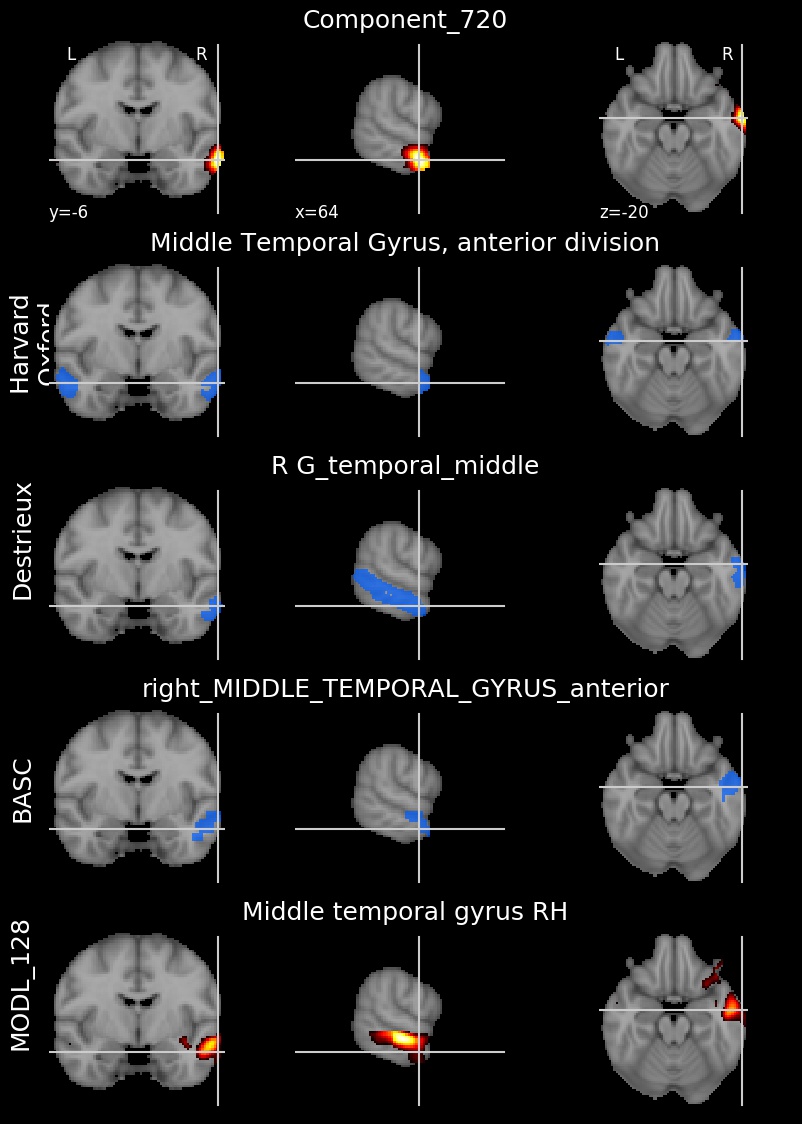 Component_720
L R L R
y=-6 x=64 z=-20
Middle Temporal Gyrus, anterior division
Harvard
Oxford
R G_temporal_middle
Destrieux
right_MIDDLE_TEMPORAL_GYRUS_anterior
BASC
Middle temporal gyrus RH
MODL_128